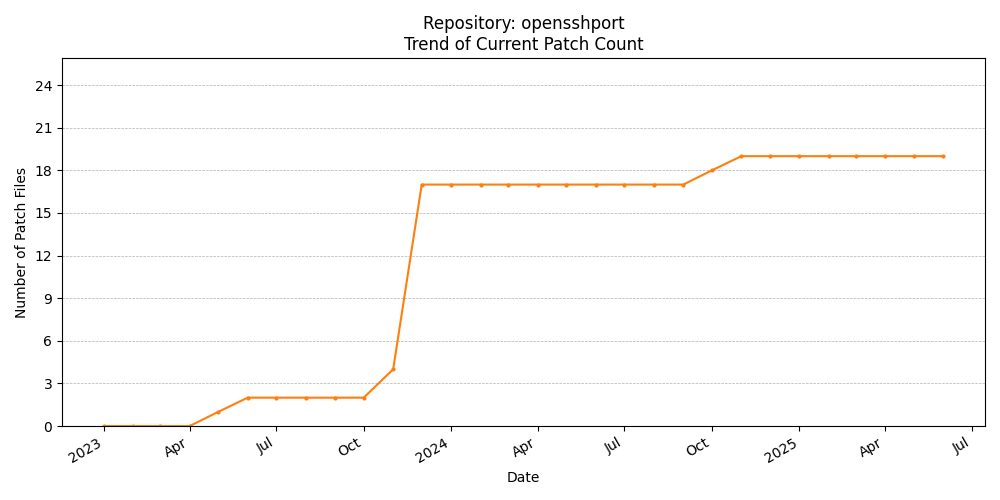 Repository: opensshport
Trend of Current Patch Count
Number of Patch Files
24
21
18
15
12
9
6
3
0
2023
Apr
Jul
Oct
2024
Apr
Jul
Oct
2025
Apr
Jul
Date